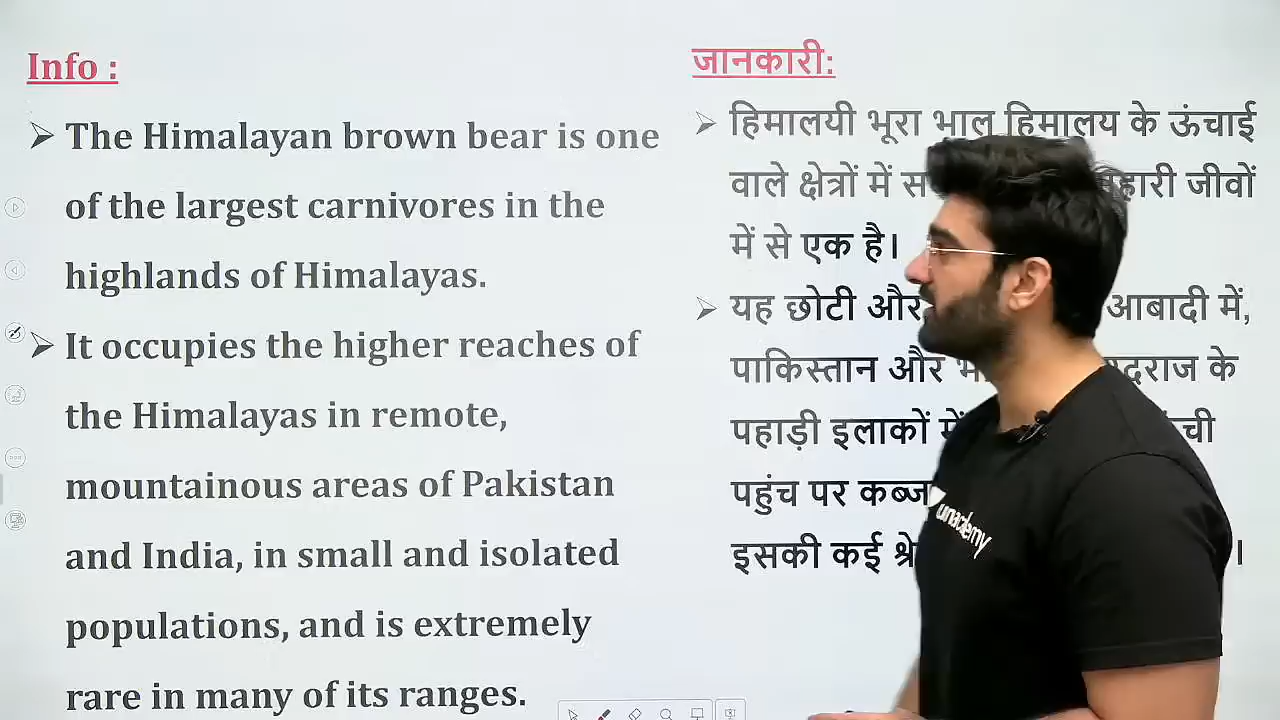 Info :
➢ The Himalayan brown bear is one
of the largest carnivores in the
highlands of Himalayas.
➢ It occupies the higher reaches of
the Himalayas in remote,
mountainous areas of Pakistan
and India, in small and isolated
populations, and is extremely
rare in many of its ranges.
जानकारी:
➢ हिमालयी भूरा भालू हिमालय के ऊंचाई
वाले क्षेत्रों में जीवों
में से एक है।
➢ यह छोटी और आबादी में,
पाकिस्तान और के
पहाड़ी इलाकों
पहुंच पर
इसकी कई
unacademy